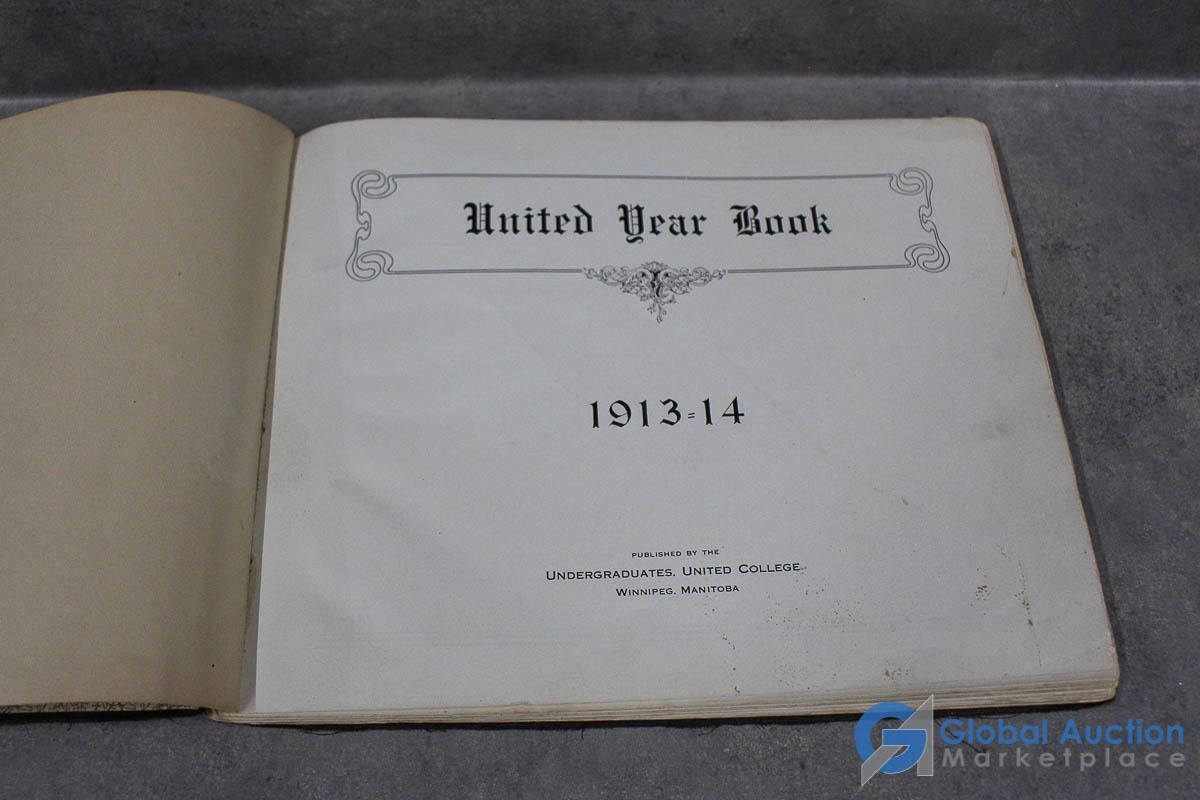 United Year Book
1913=14
PUBLISHED BY THE
UNDERGRADUATES, UNITED COLLEGE
WINNIPEG, MANITOBA
Global Auction
Marketplace